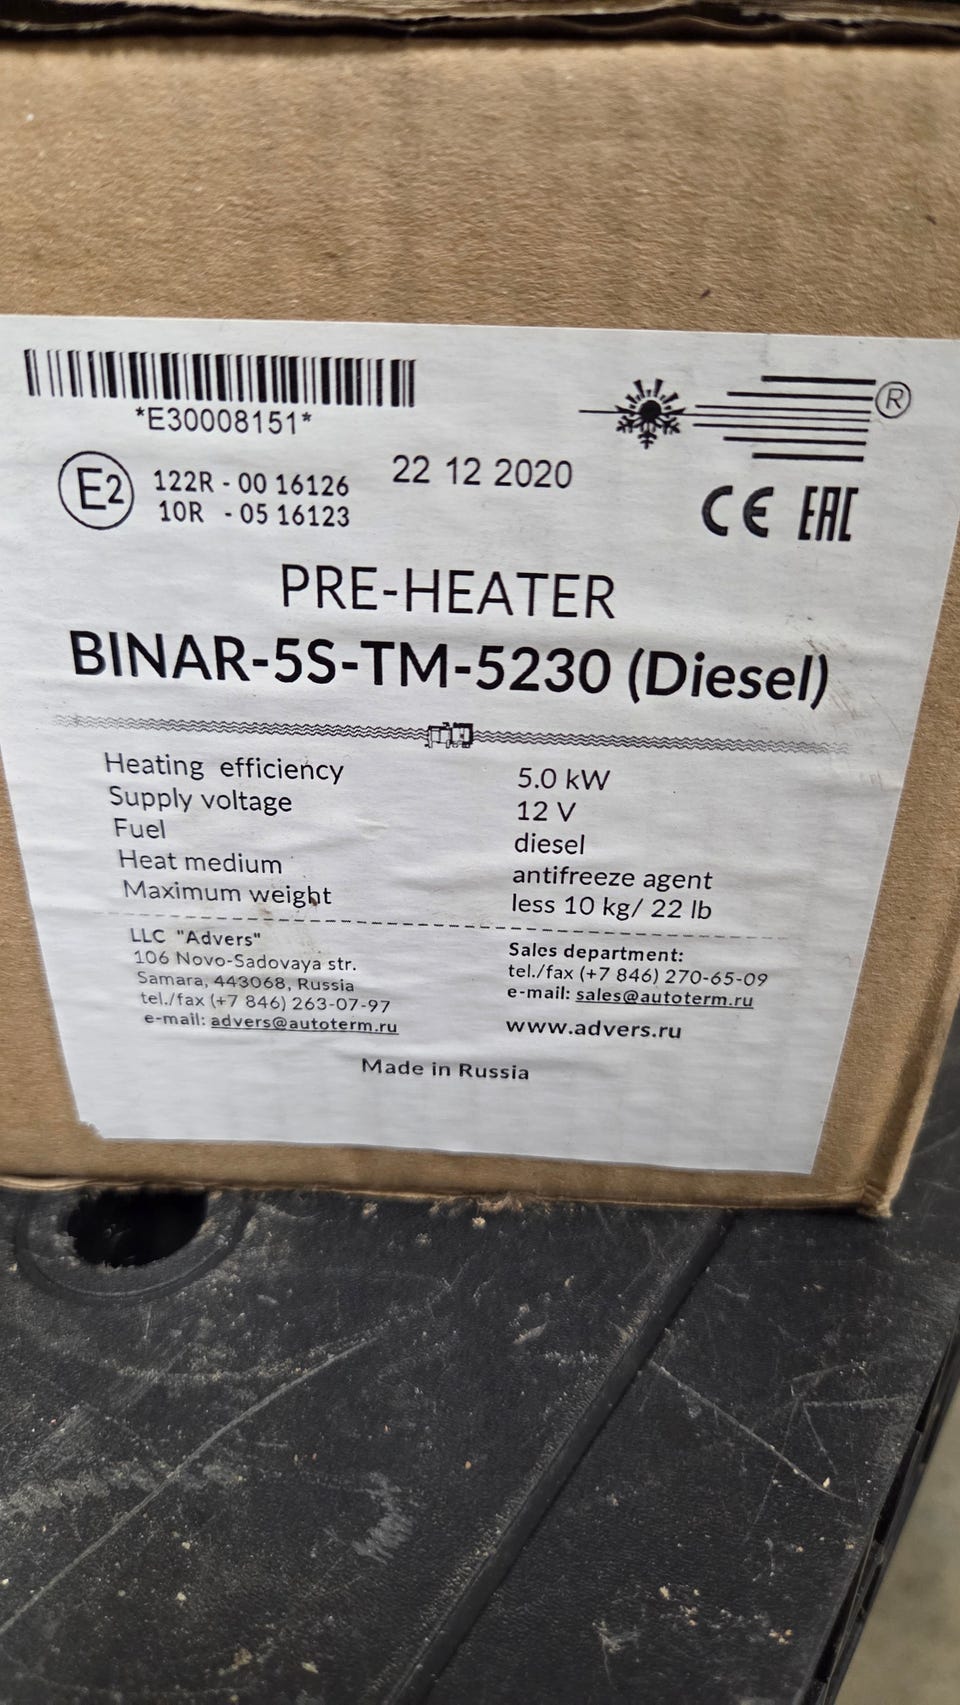 *E30008151*
®
E2 122R - 00 16126
10R - 05 16123
22 12 2020
CE EAC
PRE-HEATER
BINAR-5S-TM-5230 (Diesel)
Heating efficiency 5.0 kW
Supply voltage 12 V
Fuel diesel
Heat medium antifreeze agent
Maximum weight less 10 kg/ 22 lb
LLC "Advers"
106 Novo-Sadovaya str.
Samara, 443068, Russia
tel./fax (+7 846) 263-07-97
e-mail: advers@autoterm.ru
Sales department:
tel./fax (+7 846) 270-65-09
e-mail: sales@autoterm.ru
www.advers.ru
Made in Russia